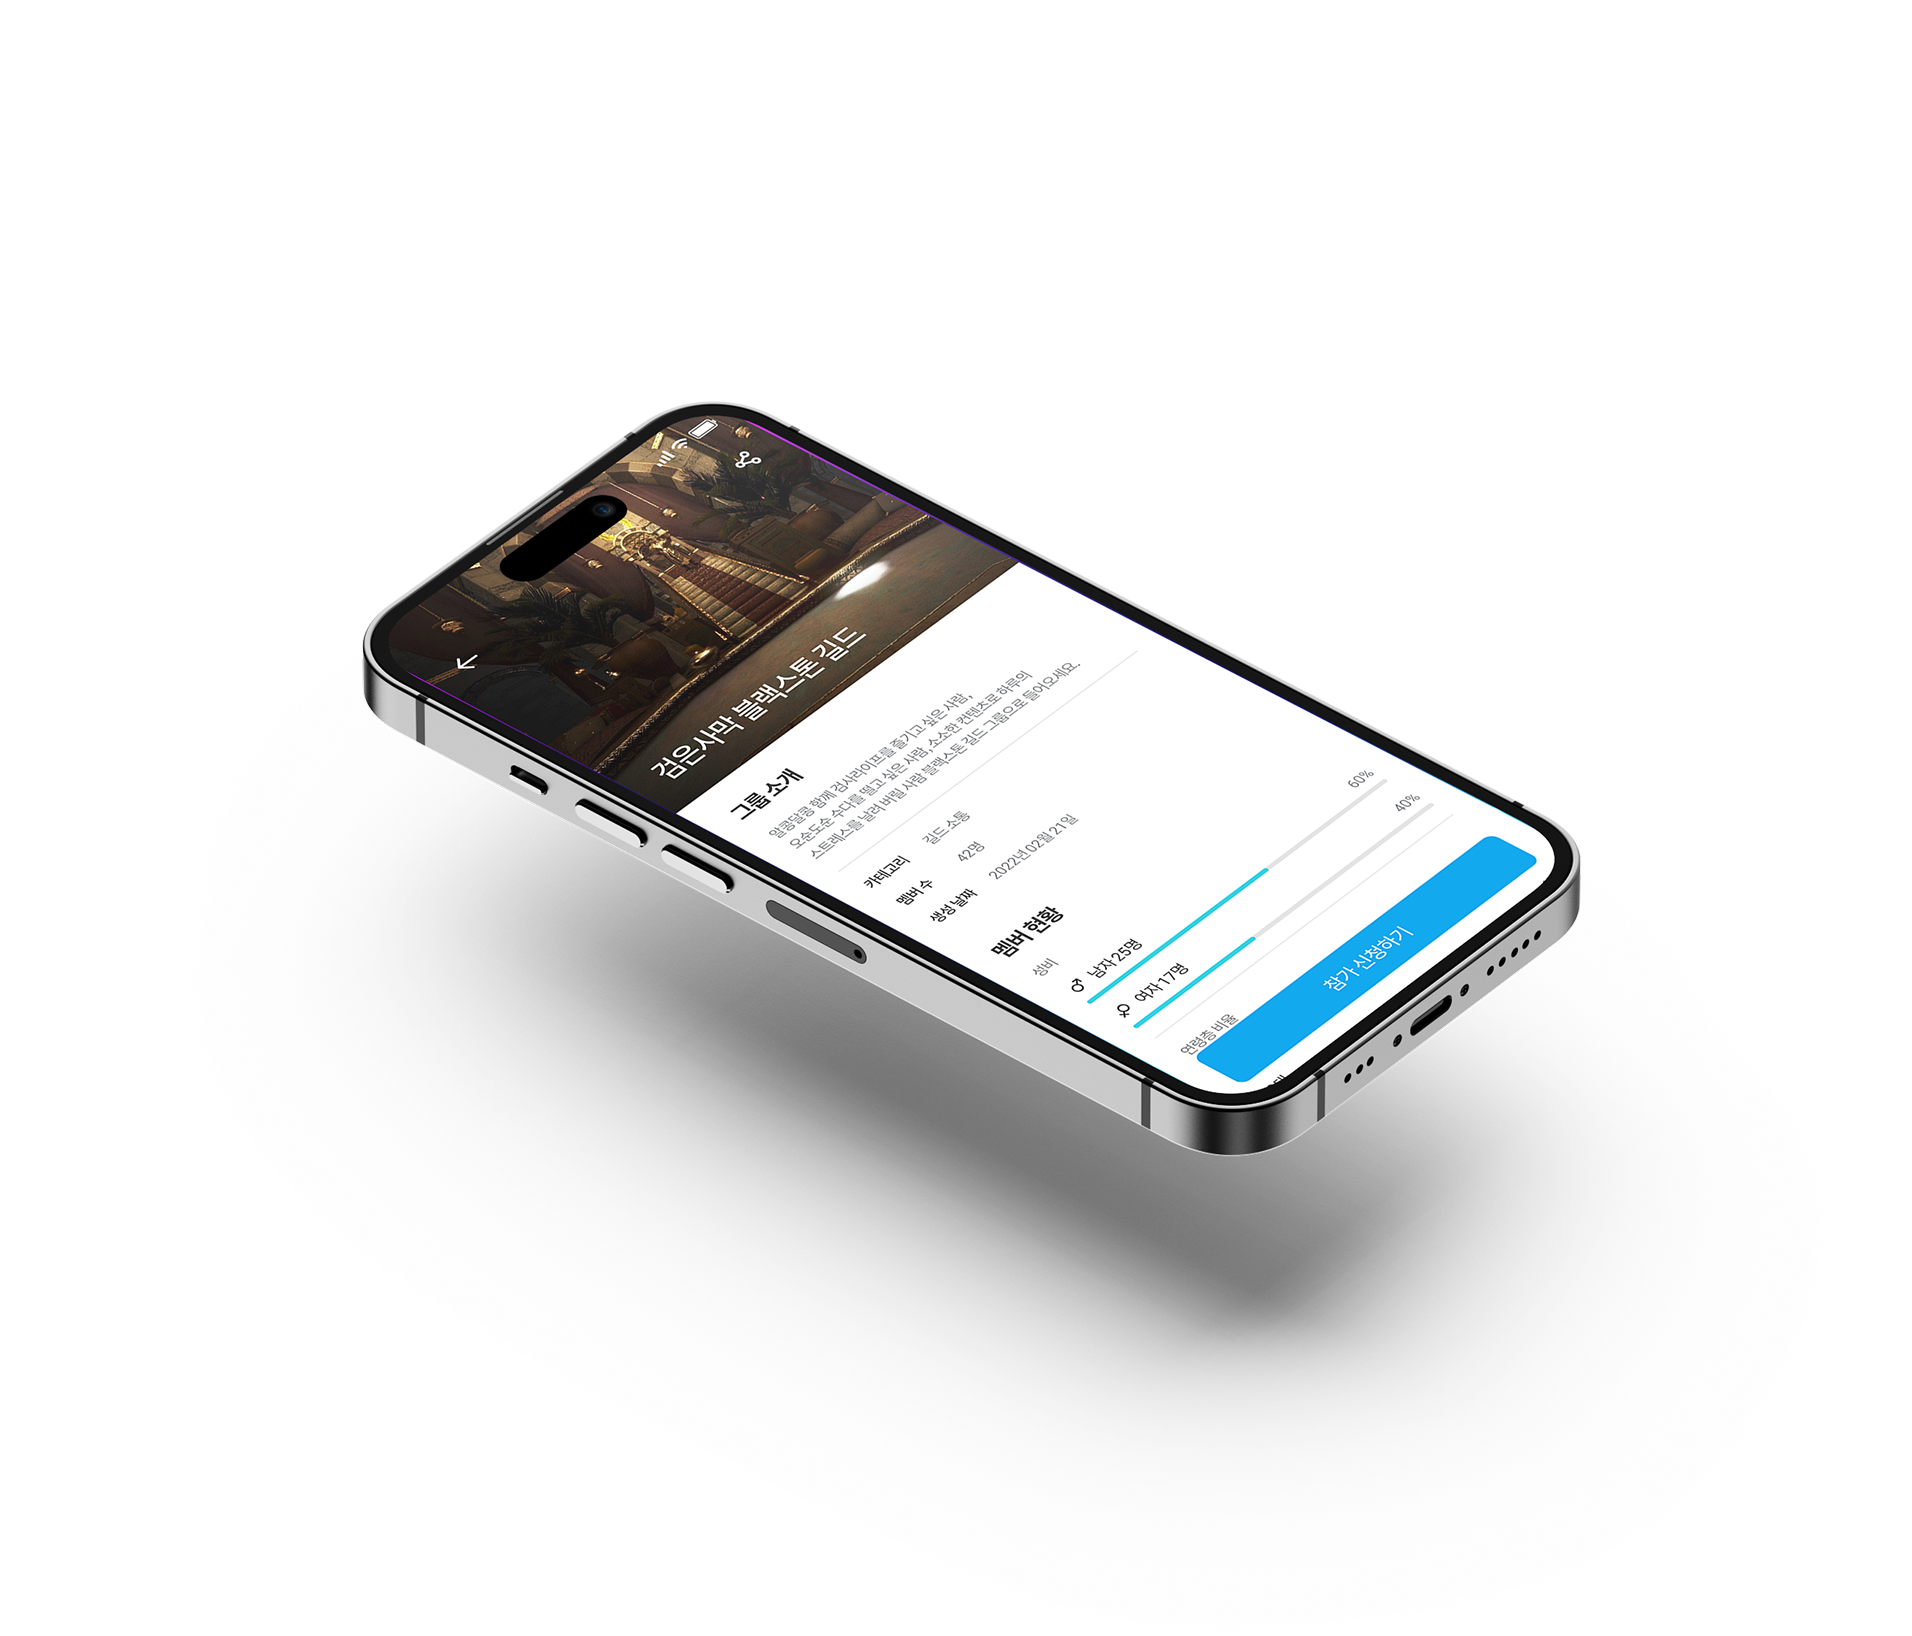 검은사막 블랙스톤 길드
그룹 소개
알콩달콩 함께 검사라이프를 즐기고 싶은 사람,
오순도순 수다를 떨고 싶은 사람, 소소한 컨텐츠로 하루의
스트레스를 날려 버릴 사람 블랙스톤 길드 그룹으로 들어오세요.
카테고리 길드 소통
멤버 수 42명
생성 날짜 2022년 02월 21일
멤버 현황
성비
남자 25명 60%
여자 17명 40%
연령층 비율
참가 신청하기